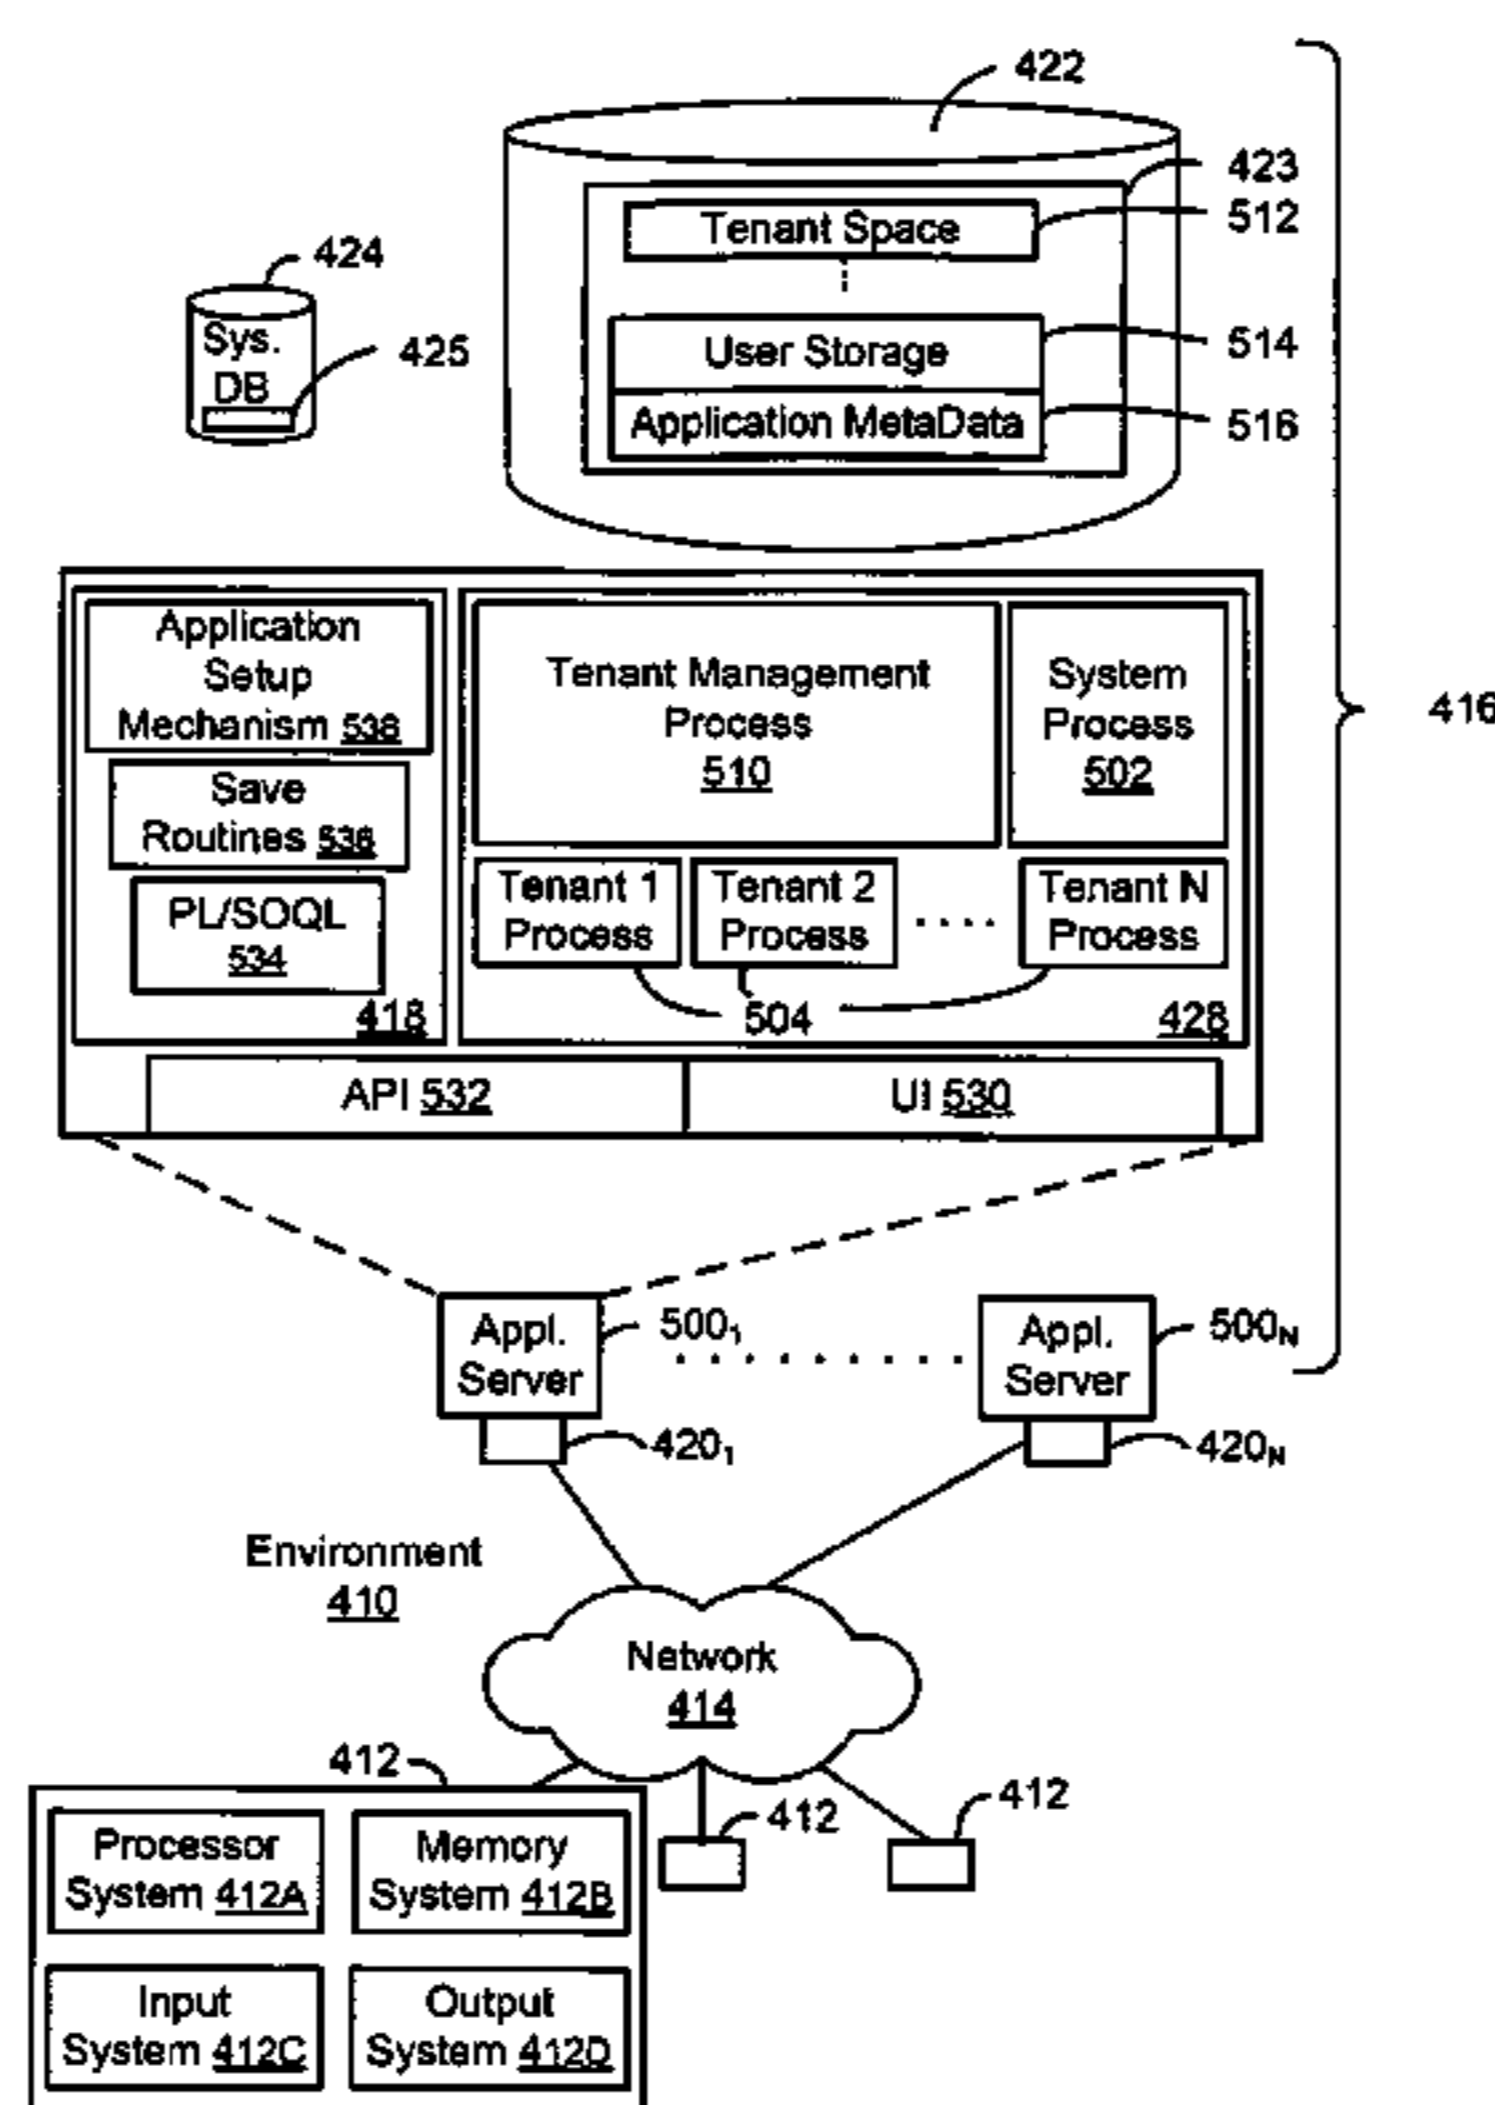 422
423
Tenant Space
512
424
Sys.
DB
425
User Storage
514
Application MetaData
516
Application
Setup
Mechanism 538
Tenant Management
Process
510
System
Process
502
416
Save
Routines 536
PL/SOQL
534
Tenant 1
Process
Tenant 2
Process
Tenant N
Process
418
504
428
API 532
UI 530
Appl.
Server
500₁
Appl.
Server
500N
420₁
420N
Environment
410
Network
414
412
412
412
Processor
System 412A
Memory
System 412B
Input
System 412C
Output
System 412D